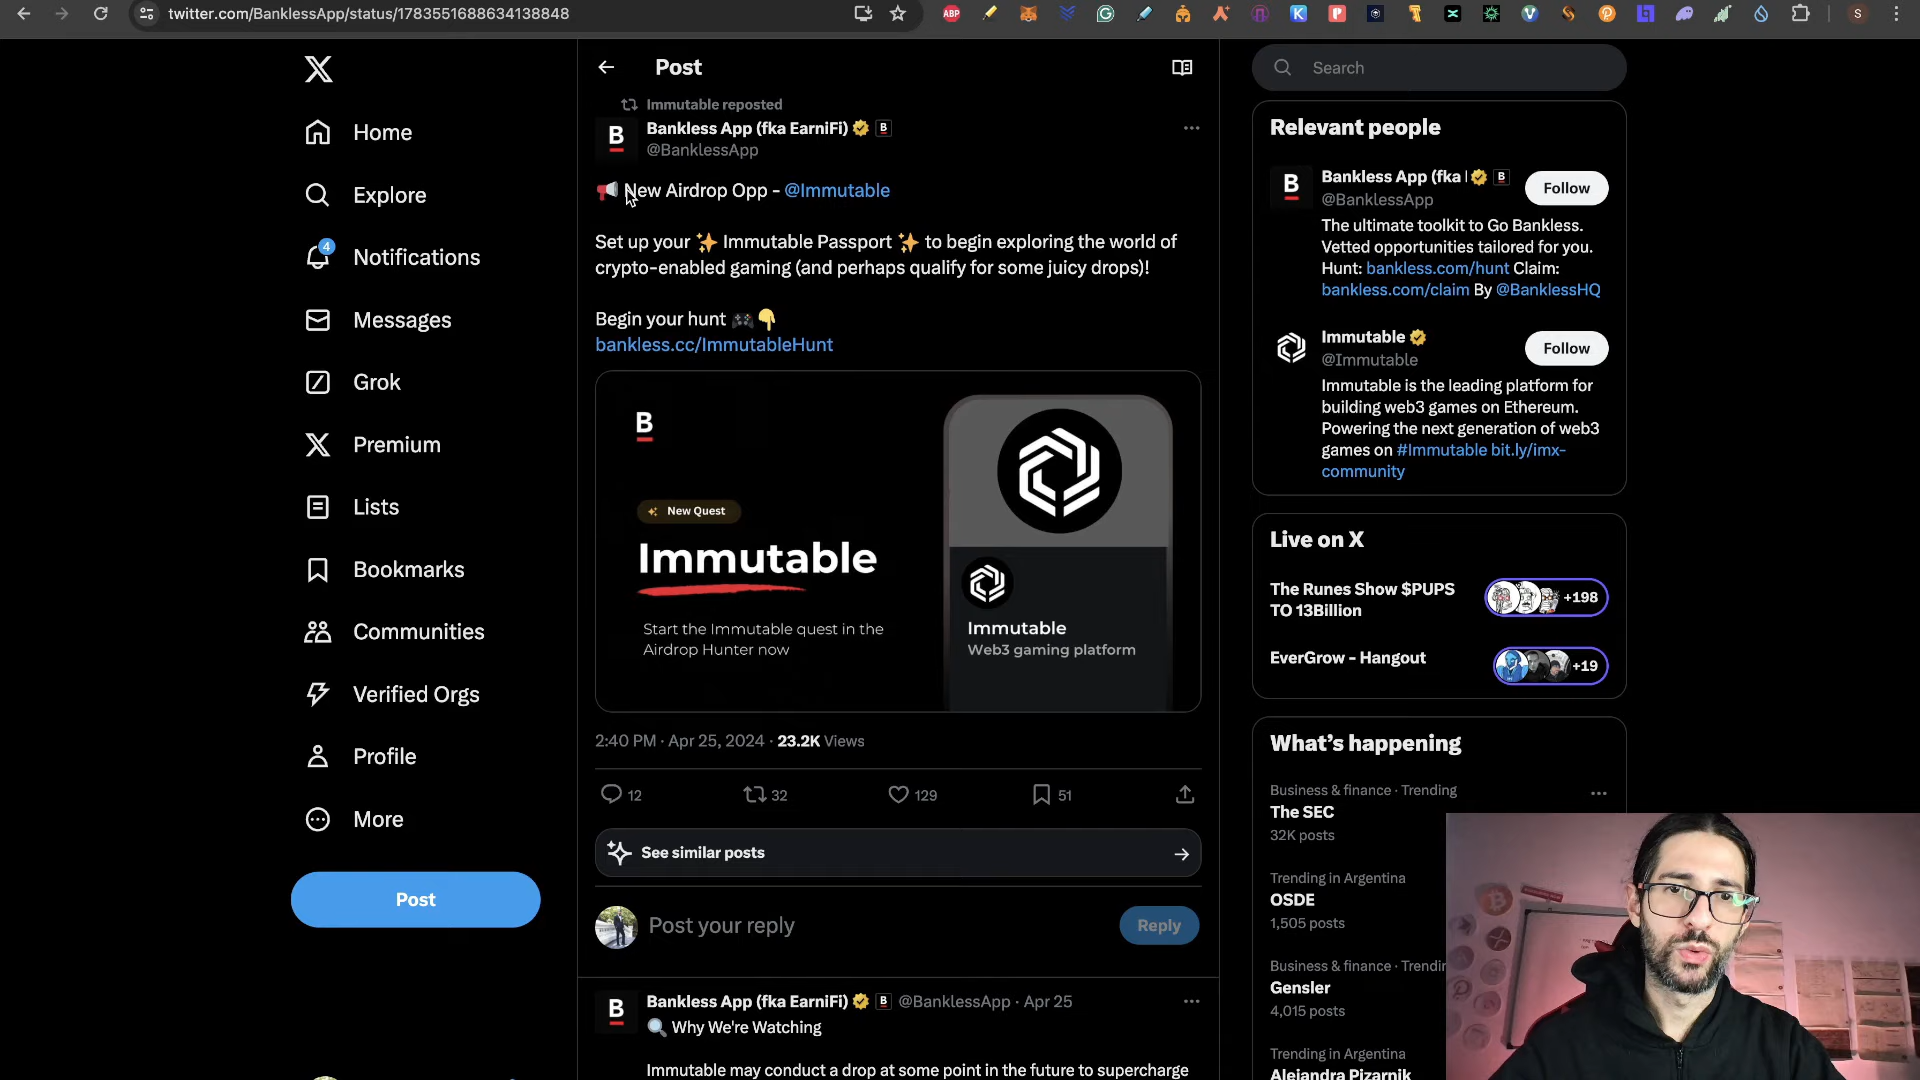 twitter.com/BanklessApp/status/1783551688634138848
Home
Explore
4
Notifications
Messages
Grok
Premium
Lists
Bookmarks
Communities
Verified Orgs
Profile
More
Post
Post
Immutable reposted
Bankless App (fka EarniFi)
@BanklessApp
📢 New Airdrop Opp - @Immutable
Set up your ✨ Immutable Passport ✨ to begin exploring the world of
crypto-enabled gaming (and perhaps qualify for some juicy drops)!
Begin your hunt 🎮👇
bankless.cc/ImmutableHunt
B
New Quest
Immutable
Start the Immutable quest in the
Airdrop Hunter now
Immutable
Web3 gaming platform
2:40 PM · Apr 25, 2024 · 23.2K Views
12
32
129
51
See similar posts
Post your reply
Reply
Bankless App (fka EarniFi) @BanklessApp · Apr 25
🔍 Why We're Watching
Immutable may conduct a drop at some point in the future to supercharge
Search
Relevant people
Bankless App (fka
@BanklessApp
Follow
The ultimate toolkit to Go Bankless.
Vetted opportunities tailored for you.
Hunt: bankless.com/hunt Claim:
bankless.com/claim By @BanklessHQ
Immutable
@Immutable
Follow
Immutable is the leading platform for
building web3 games on Ethereum.
Powering the next generation of web3
games on #Immutable bit.ly/imx-
community
Live on X
The Runes Show $PUPS
TO 13Billion
+198
EverGrow - Hangout
+19
What's happening
Business & finance · Trending
The SEC
32K posts
Trending in Argentina
OSDE
1,505 posts
Business & finance · Trendin
Gensler
4,015 posts
Trending in Argentina
Alejandra Pizarnik